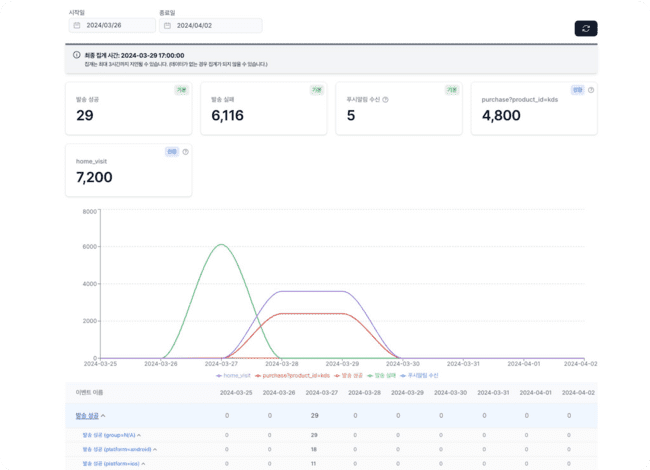 시작일 종료일
2024/03/26 2024/04/02
최종 집계 시간: 2024-03-29 17:00:00
집계는 최대 3시간까지 지연될 수 있습니다. (데이터가 없는 경우 집계가 되지 않을 수 있습니다.)
기본 기본 기본 성과
발송 성공 발송 실패 푸시알림 수신 purchase?product_id=kds
29 6,116 5 4,800
성과
home_visit
7,200
8000
6000
4000
2000
0
2024-03-25 2024-03-26 2024-03-27 2024-03-28 2024-03-29 2024-03-30 2024-03-31 2024-04-01 2024-04-02
home_visit purchase?product_id=kds 발송 성공 발송 실패 푸시알림 수신
이벤트 이름 2024-03-25 2024-03-26 2024-03-27 2024-03-28 2024-03-29 2024-03-30 2024-03-31 2024-04-01 2024-04-02
발송 성공 0 0 29 0 0 0 0 0 0
발송 성공 (group=N/A) 0 0 29 0 0 0 0 0 0
발송 성공 (platform=android) 0 0 18 0 0 0 0 0 0
발송 성공 (platform=ios) 0 0 11 0 0 0 0 0 0